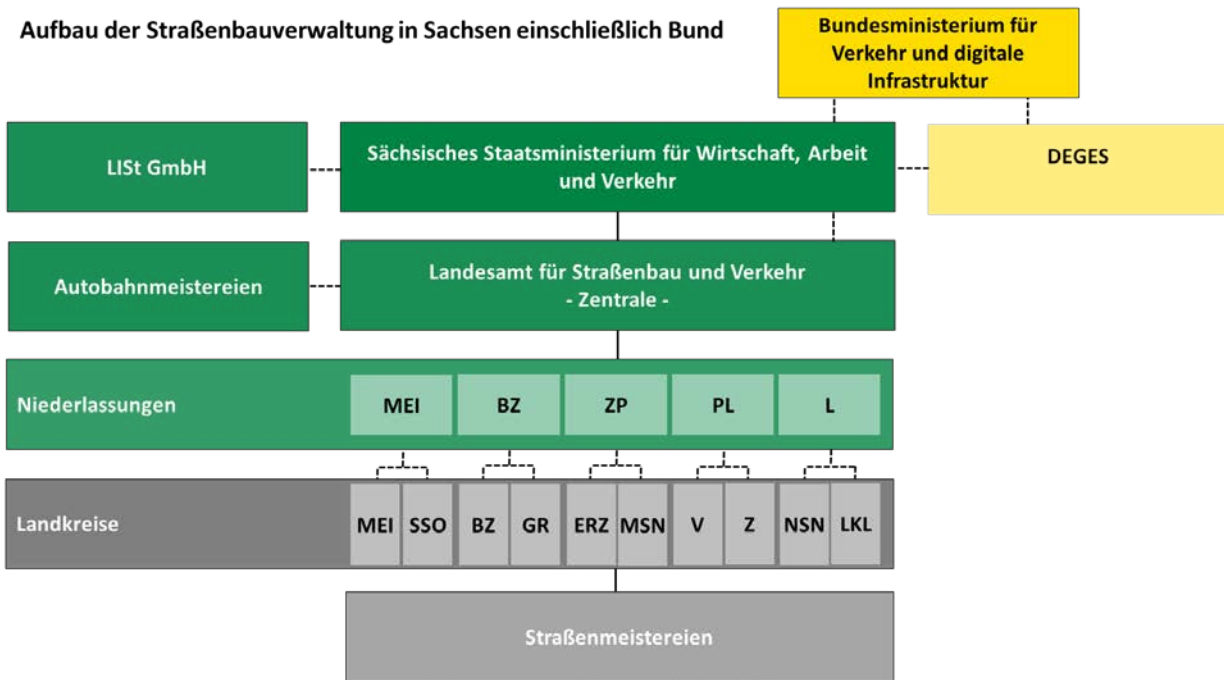 Aufbau der Straßenbauverwaltung in Sachsen einschließlich Bund
Bundesministerium für
Verkehr und digitale
Infrastruktur
LISt GmbH
Sächsisches Staatsministerium für Wirtschaft, Arbeit
und Verkehr
DEGES
Autobahnmeistereien
Landesamt für Straßenbau und Verkehr
- Zentrale -
Niederlassungen
MEI
BZ
ZP
PL
L
Landkreise
MEI
SSO
BZ
GR
ERZ
MSN
V
Z
NSN
LKL
Straßenmeistereien